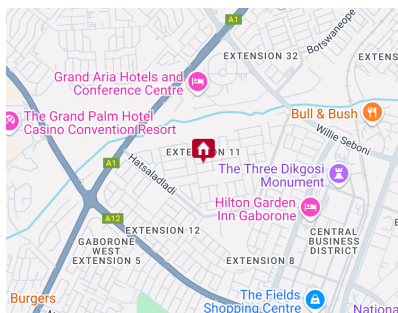 A1
EXTENSION 32
Botswaneope
EXTENS
Grand Aria Hotels and
Conference Centre
Bull & Bush
The Grand Palm Hotel
Casino Convention Resort
Willie Seboni
EXTENSION 11
A1
Hatsaladladi
The Three Dikgosi
Monument
Hilton Garden
Inn Gaborone
A12
EXTENSION 12
GABORONE
WEST
EXTENSION 5
CENTRAL
BUSINESS
DISTRICT
EXTENSION 8
Burgers
The Fields
Shopping Centre
Nationa